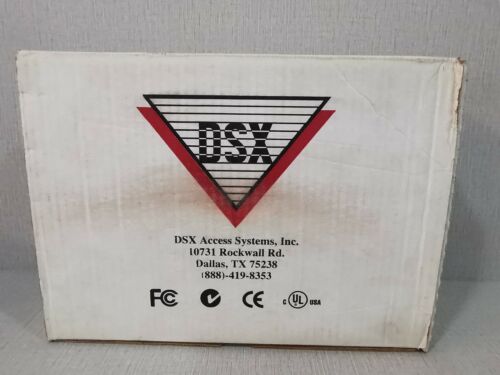 DSX
DSX Access Systems, Inc.
10731 Rockwall Rd.
Dallas, TX 75238
(888)-419-8353
FC CE C UL USA